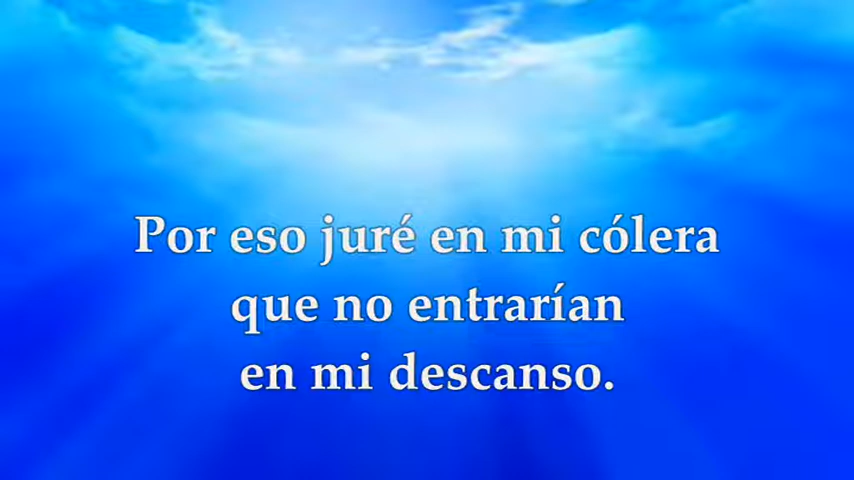 Por eso juré en mi cólera
que no entrarían
en mi descanso.